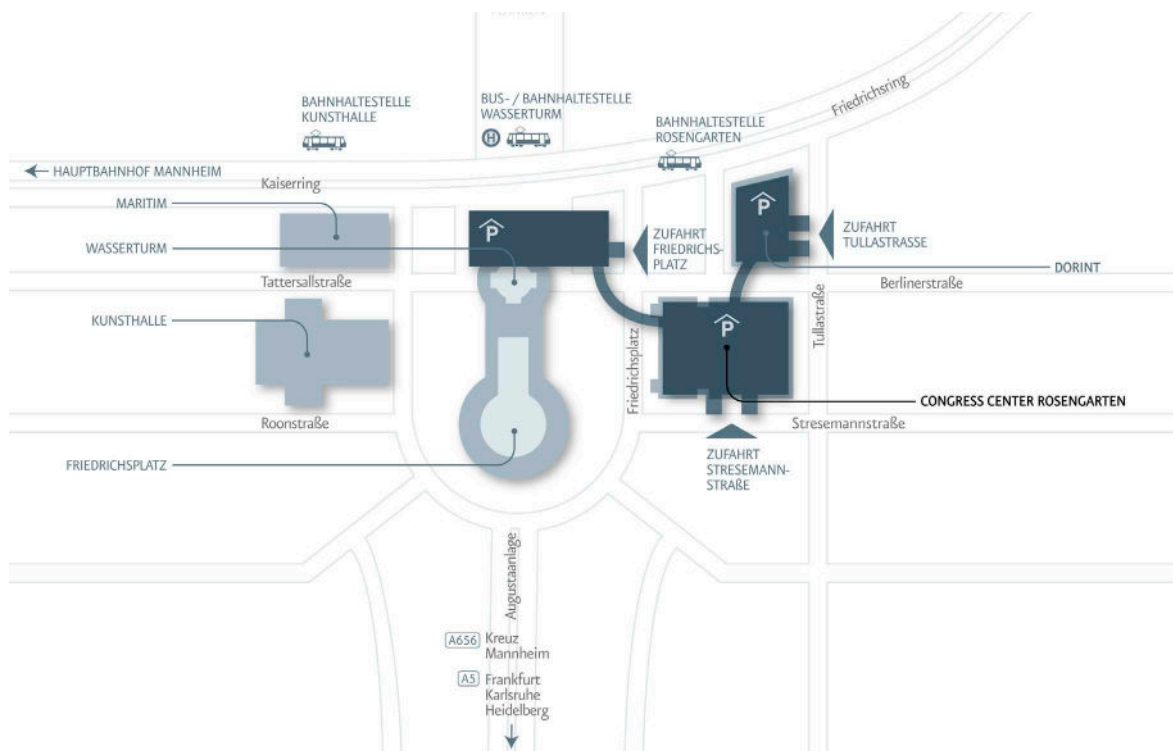 BAHNHALTESTELLE
KUNSTHALLE
BUS- / BAHNHALTESTELLE
WASSERTURM
H
BAHNHALTESTELLE
ROSENGARTEN
Friedrichsring
← HAUPTBAHNHOF MANNHEIM
Kaiserring
MARITIM
P
P
ZUFAHRT
FRIEDRICHS-
PLATZ
ZUFAHRT
TULLASTRASSE
WASSERTURM
DORINT
Tattersallstraße
Berlinerstraße
KUNSTHALLE
P
Friedrichsplatz
Tullastraße
CONGRESS CENTER ROSENGARTEN
Roonstraße
Stresemannstraße
FRIEDRICHSPLATZ
ZUFAHRT
STRESEMANN-
STRAßE
Augustaanlage
A656 Kreuz
Mannheim
A5 Frankfurt
Karlsruhe
Heidelberg